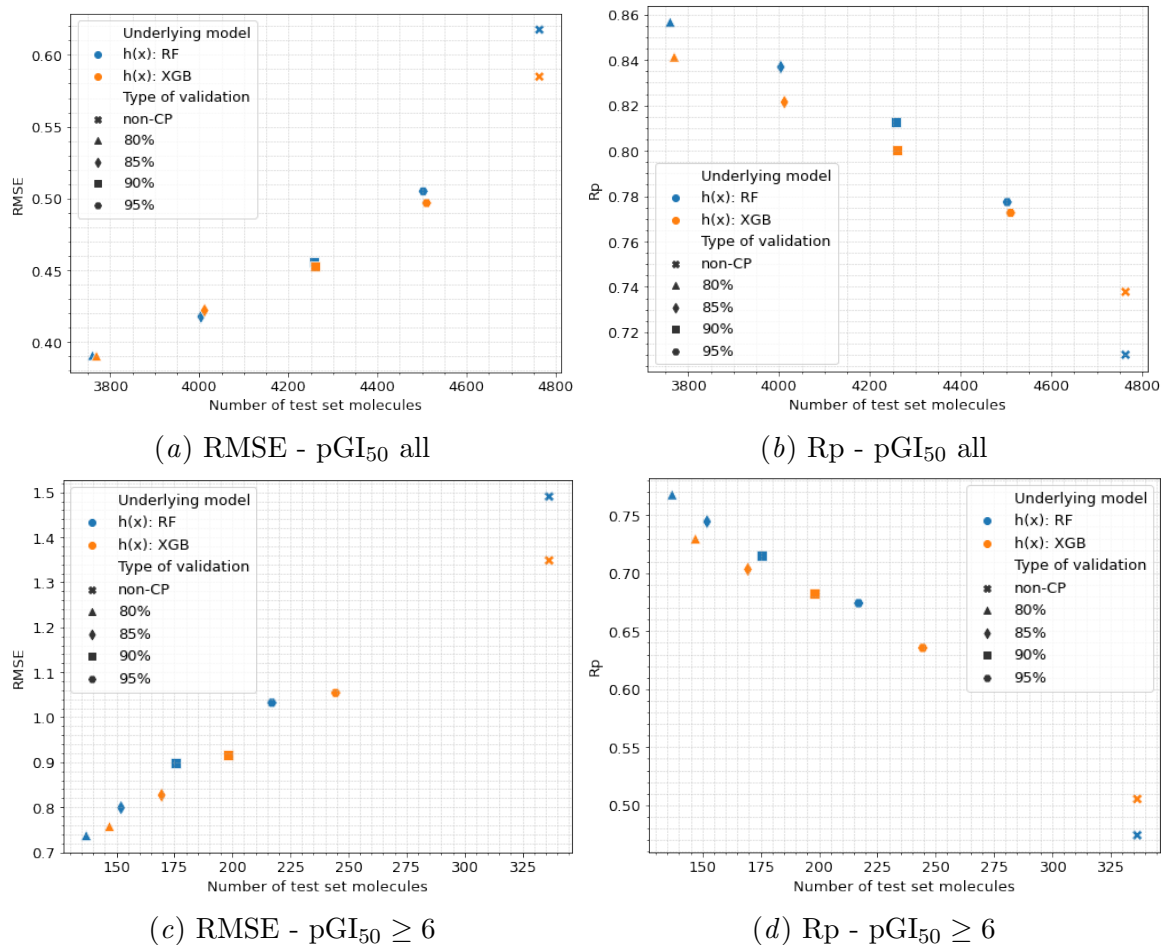 Underlying model
h(x): RF
h(x): XGB
Type of validation
non-CP
80%
85%
90%
95%
0.60
0.55
0.50
0.45
0.40
RMSE
3800 4000 4200 4400 4600 4800
Number of test set molecules
(a) RMSE - pGI50 all
0.86
0.84
0.82
0.80
0.78
0.76
0.74
0.72
Rp
Underlying model
h(x): RF
h(x): XGB
Type of validation
non-CP
80%
85%
90%
95%
3800 4000 4200 4400 4600 4800
Number of test set molecules
(b) Rp - pGI50 all
1.5
1.4
1.3
1.2
1.1
1.0
0.9
0.8
0.7
RMSE
Underlying model
h(x): RF
h(x): XGB
Type of validation
non-CP
80%
85%
90%
95%
150 175 200 225 250 275 300 325
Number of test set molecules
(c) RMSE - pGI50 ≥ 6
0.75
0.70
0.65
0.60
0.55
0.50
Rp
Underlying model
h(x): RF
h(x): XGB
Type of validation
non-CP
80%
85%
90%
95%
150 175 200 225 250 275 300 325
Number of test set molecules
(d) Rp - pGI50 ≥ 6